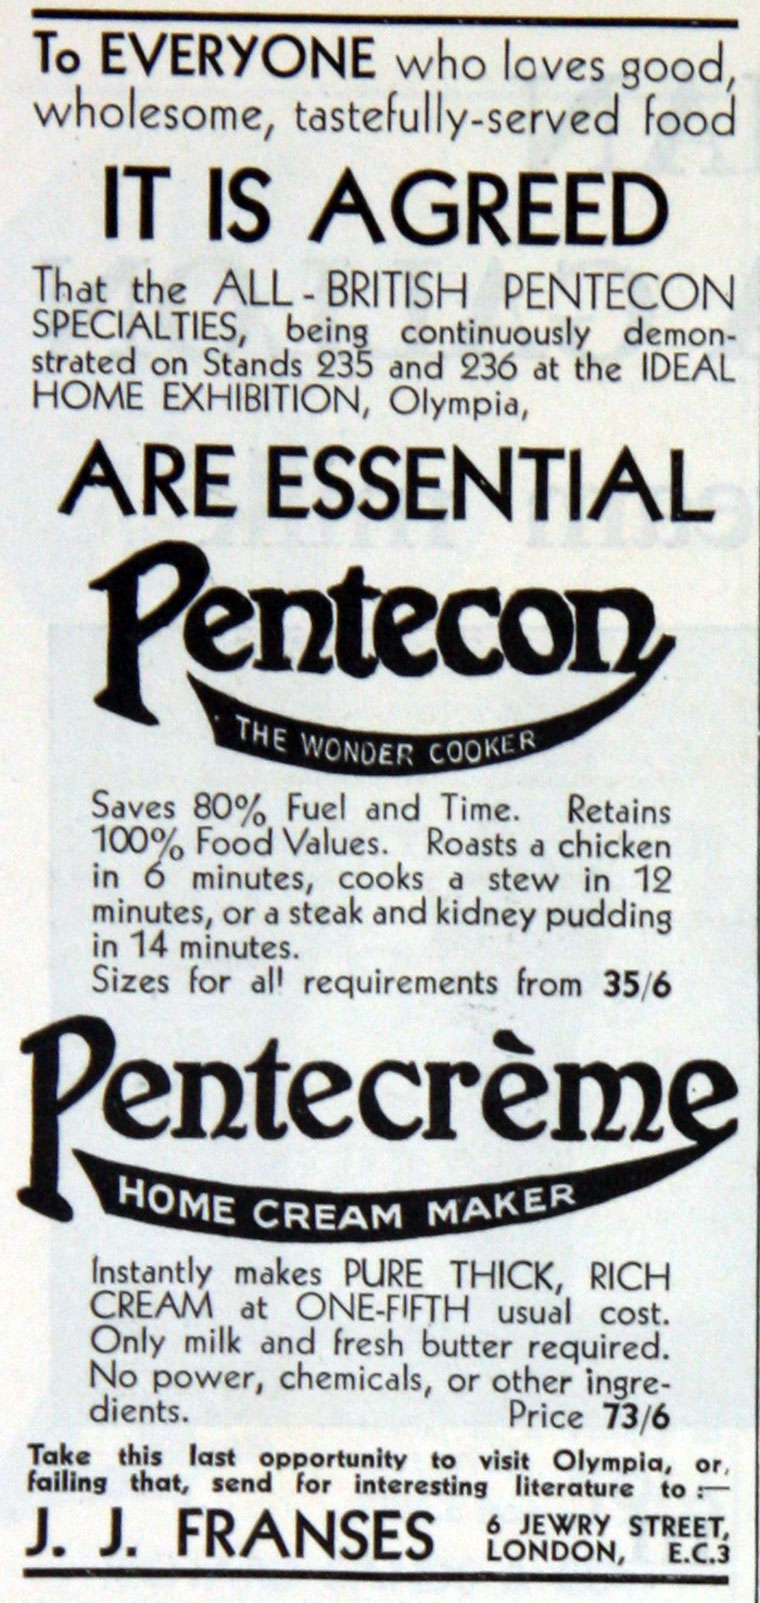 To EVERYONE who loves good,
wholesome, tastefully-served food
IT IS AGREED
That the ALL-BRITISH PENTECON
SPECIALTIES, being continuously demon-
strated on Stands 235 and 236 at the IDEAL
HOME EXHIBITION, Olympia,
ARE ESSENTIAL
Pentecon
THE WONDER COOKER
Saves 80% Fuel and Time. Retains
100% Food Values. Roasts a chicken
in 6 minutes, cooks a stew in 12
minutes, or a steak and kidney pudding
in 14 minutes.
Sizes for all requirements from 35/6
Pentecrème
HOME CREAM MAKER
Instantly makes PURE THICK, RICH
CREAM at ONE-FIFTH usual cost.
Only milk and fresh butter required.
No power, chemicals, or other ingre-
dients. Price 73/6
Take this last opportunity to visit Olympia, or,
failing that, send for interesting literature to :—
J. J. FRANSES 6 JEWRY STREET,
LONDON, E.C.3